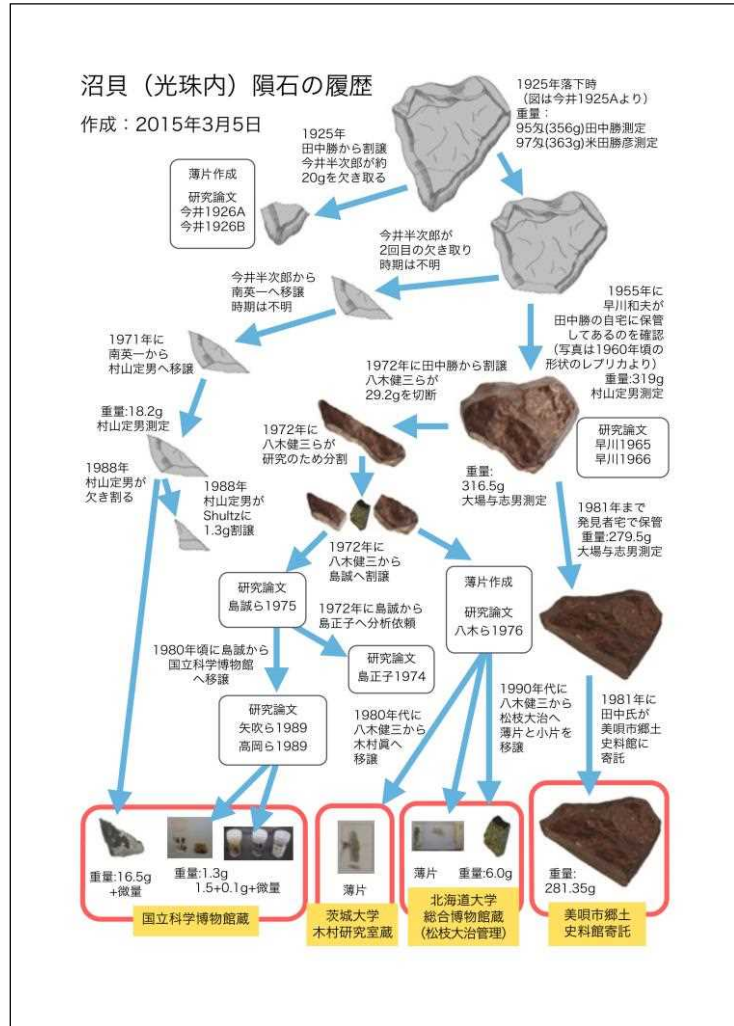 沼貝（光珠内）隕石の履歴
作成：2015年3月5日
1925年落下時
（図は今井1925Aより）
重量：
95匁(356g)田中勝測定
97匁(363g)米田勝彦測定
1925年
田中勝から割譲
今井半次郎が約
20gを欠き取る
薄片作成
研究論文
今井1926A
今井1926B
今井半次郎が
2回目の欠き取り
時期は不明
今井半次郎から
南英一へ移譲
時期は不明
1955年に
早川和夫が
田中勝の自宅に保管
してあるのを確認
（写真は1960年頃の
形状のレプリカより）
重量:319g
村山定男測定
1971年に
南英一から
村山定男へ移譲
1972年に田中勝から割譲
八木健三らが
29.2gを切断
重量:18.2g
村山定男測定
1972年に
八木健三らが
研究のため分割
研究論文
早川1965
早川1966
1988年
村山定男が
欠き割る
1988年
村山定男が
Shultzに
1.3g割譲
重量:
316.5g
大場与志男測定
1981年まで
発見者宅で保管
重量:279.5g
大場与志男測定
1972年に
八木健三から
島誠へ割譲
研究論文
島誠ら1975
薄片作成
研究論文
八木ら1976
1972年に島誠から
島正子へ分析依頼
研究論文
島正子1974
1980年頃に島誠から
国立科学博物館
へ移譲
研究論文
矢吹ら1989
高岡ら1989
1980年代に
八木健三から
木村眞へ
移譲
1990年代に
八木健三から
松枝大治へ
薄片と小片を
移譲
1981年に
田中氏が
美唄市郷土
史料館に
寄託
重量:16.5g
+微量
重量:1.3g
1.5+0.1g+微量
薄片
薄片
重量:6.0g
重量:
281.35g
国立科学博物館蔵
茨城大学
木村研究室蔵
北海道大学
総合博物館蔵
（松枝大治管理）
美唄市郷土
史料館寄託